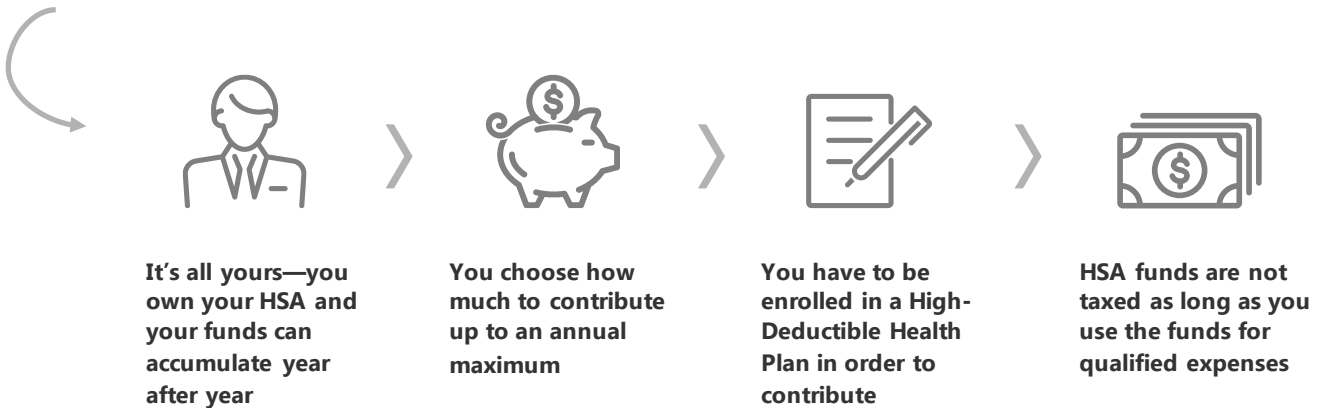 It's all yours—you
own your HSA and
your funds can
accumulate year
after year
You choose how
much to contribute
up to an annual
maximum
You have to be
enrolled in a High-
Deductible Health
Plan in order to
contribute
HSA funds are not
taxed as long as you
use the funds for
qualified expenses
$
$